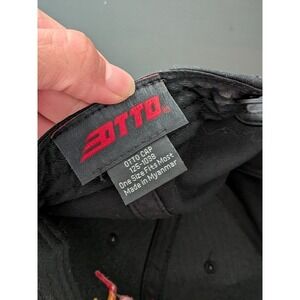 OTTO
OTTO CAP
125-1038
One Size Fits Most
Made in Myanmar